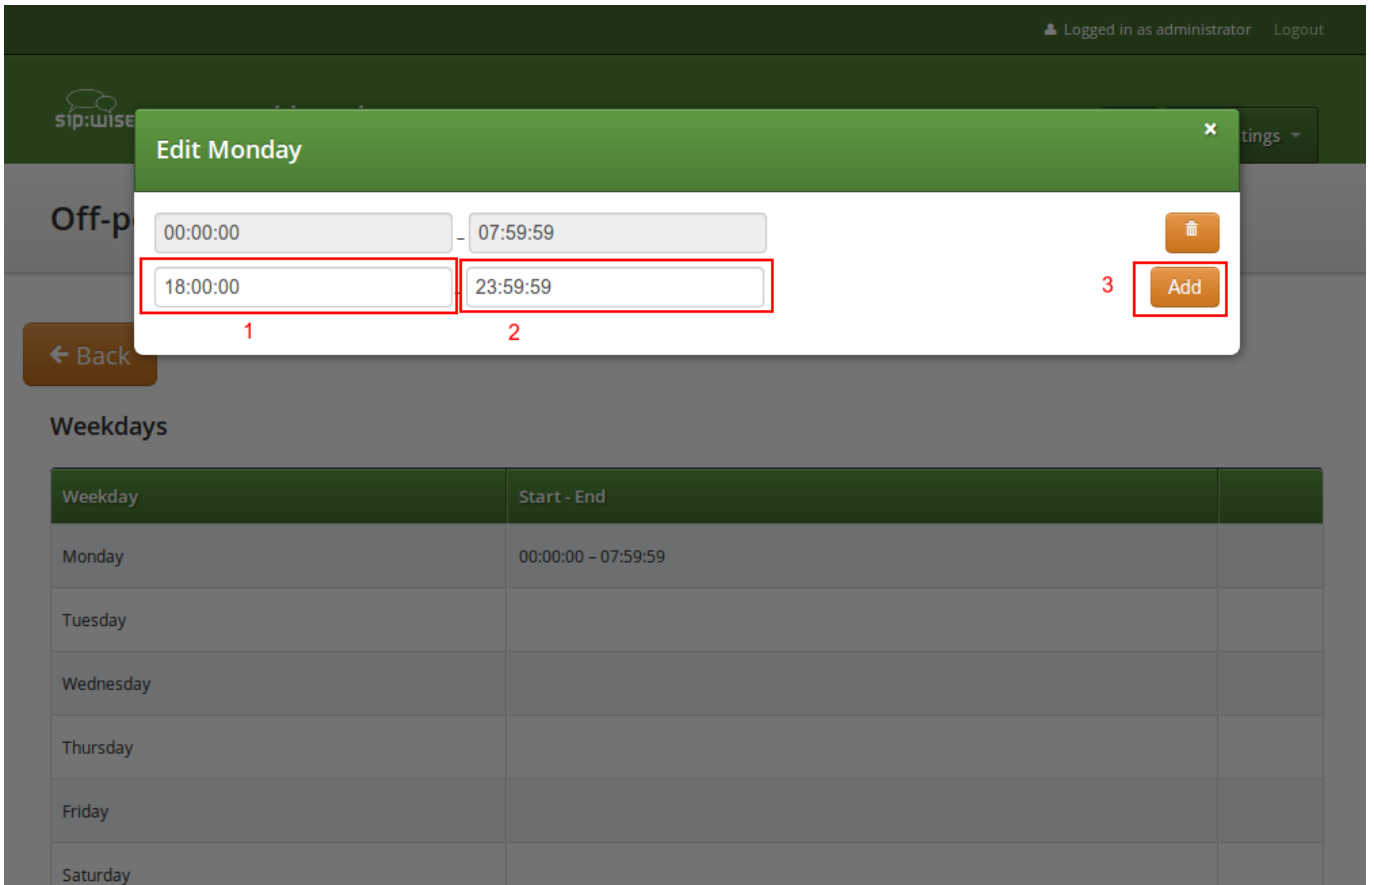 Logged in as administrator Logout
sip:wise
tings
Edit Monday ×
Off-p
00:00:00 – 07:59:59
18:00:00 - 23:59:59 3 Add
1 2
← Back
Weekdays
Weekday Start - End
Monday 00:00:00 – 07:59:59
Tuesday
Wednesday
Thursday
Friday
Saturday